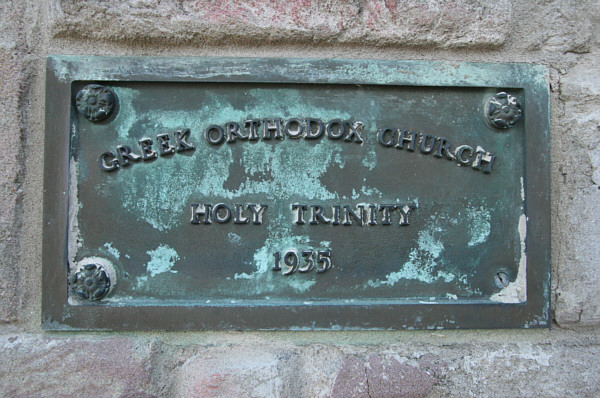 GREEK ORTHODOX CHURCH
HOLY TRINITY
1935